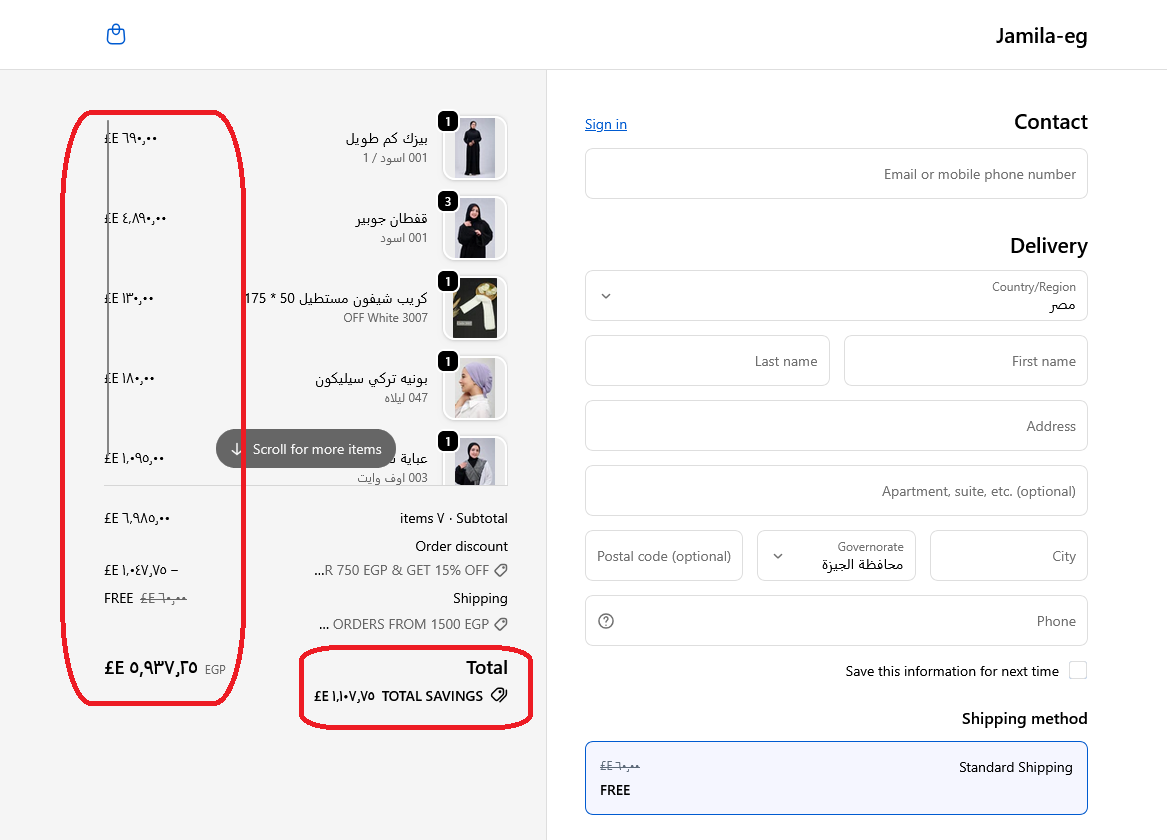 Jamila-eg
Contact
Sign in
Email or mobile phone number
Delivery
Country/Region
مصر
First name
Last name
Address
Apartment, suite, etc. (optional)
City
Governorate
محافظة الجيزة
Postal code (optional)
Phone
Save this information for next time
Shipping method
Standard Shipping
£E ٦٠٫٠٠
FREE
1
بيزك كم طويل
001 اسود / 1
£E ٦٩٠٫٠٠
3
قفطان جوبير
001 اسود
£E ٤٬٨٩٠٫٠٠
1
كريب شيفون مستطيل 50 * 175
OFF White 3007
£E ١٣٠٫٠٠
1
بونيه تركي سيليكون
047 ليلاه
£E ١٨٠٫٠٠
1
عباية
003 اوف وايت
£E ١٬٠٩٥٫٠٠
Scroll for more items
items ٧ · Subtotal
£E ٦٬٩٨٥٫٠٠
Order discount
...R 750 EGP & GET 15% OFF
£E ١٬٠٤٧٫٧٥ –
Shipping
FREE £E ٦٠٫٠٠
... ORDERS FROM 1500 EGP
Total
£E ٥٬٩٣٧٫٢٥ EGP
£E ١٬١٠٧٫٧٥ TOTAL SAVINGS